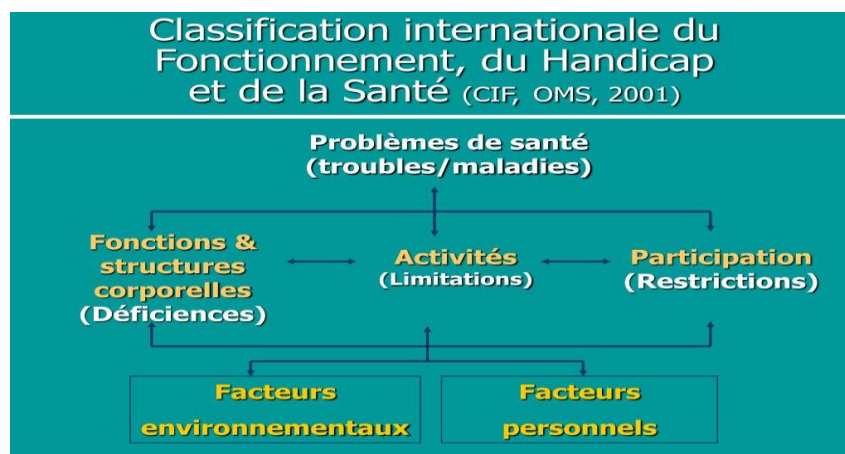 Classification internationale du
Fonctionnement, du Handicap
et de la Santé (CIF, OMS, 2001)
Problèmes de santé
(troubles/maladies)
Fonctions &
structures
corporelles
(Déficiences)
Activités
(Limitations)
Participation
(Restrictions)
Facteurs
environnementaux
Facteurs
personnels